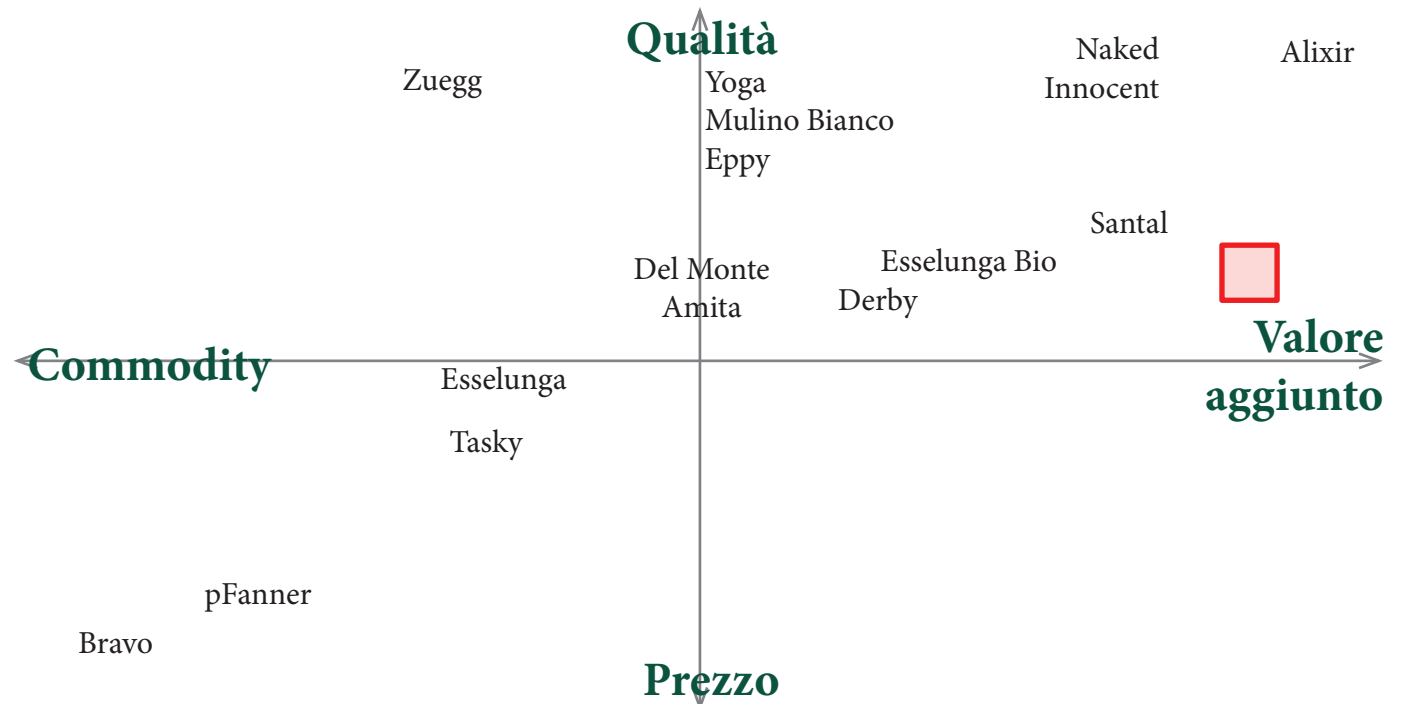 Qualità
Naked
Alixir
Zuegg
Yoga
Innocent
Mulino Bianco
Eppy
Santal
Del Monte
Esselunga Bio
Amita
Derby
Valore
Commodity
aggiunto
Esselunga
Tasky
pFanner
Bravo
Prezzo